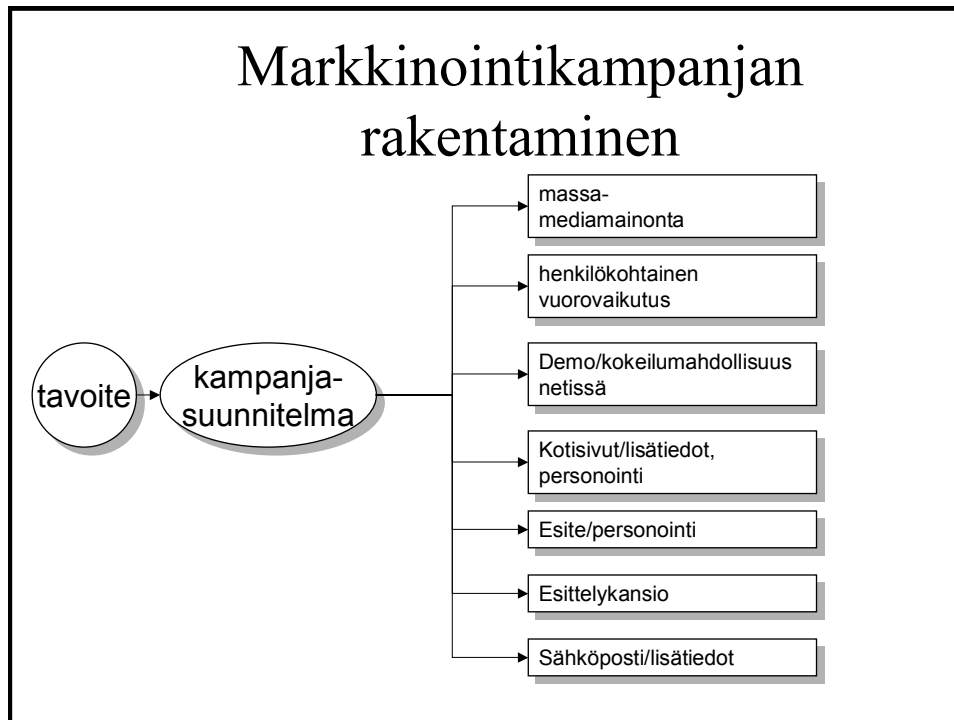 Markkinointikampanjan
rakentaminen
tavoite
kampanja-
suunnitelma
massa-
mediamainonta
henkilökohtainen
vuorovaikutus
Demo/kokeilumahdollisuus
netissä
Kotisivut/lisätiedot,
personointi
Esite/personointi
Esittelykansio
Sähköposti/lisätiedot